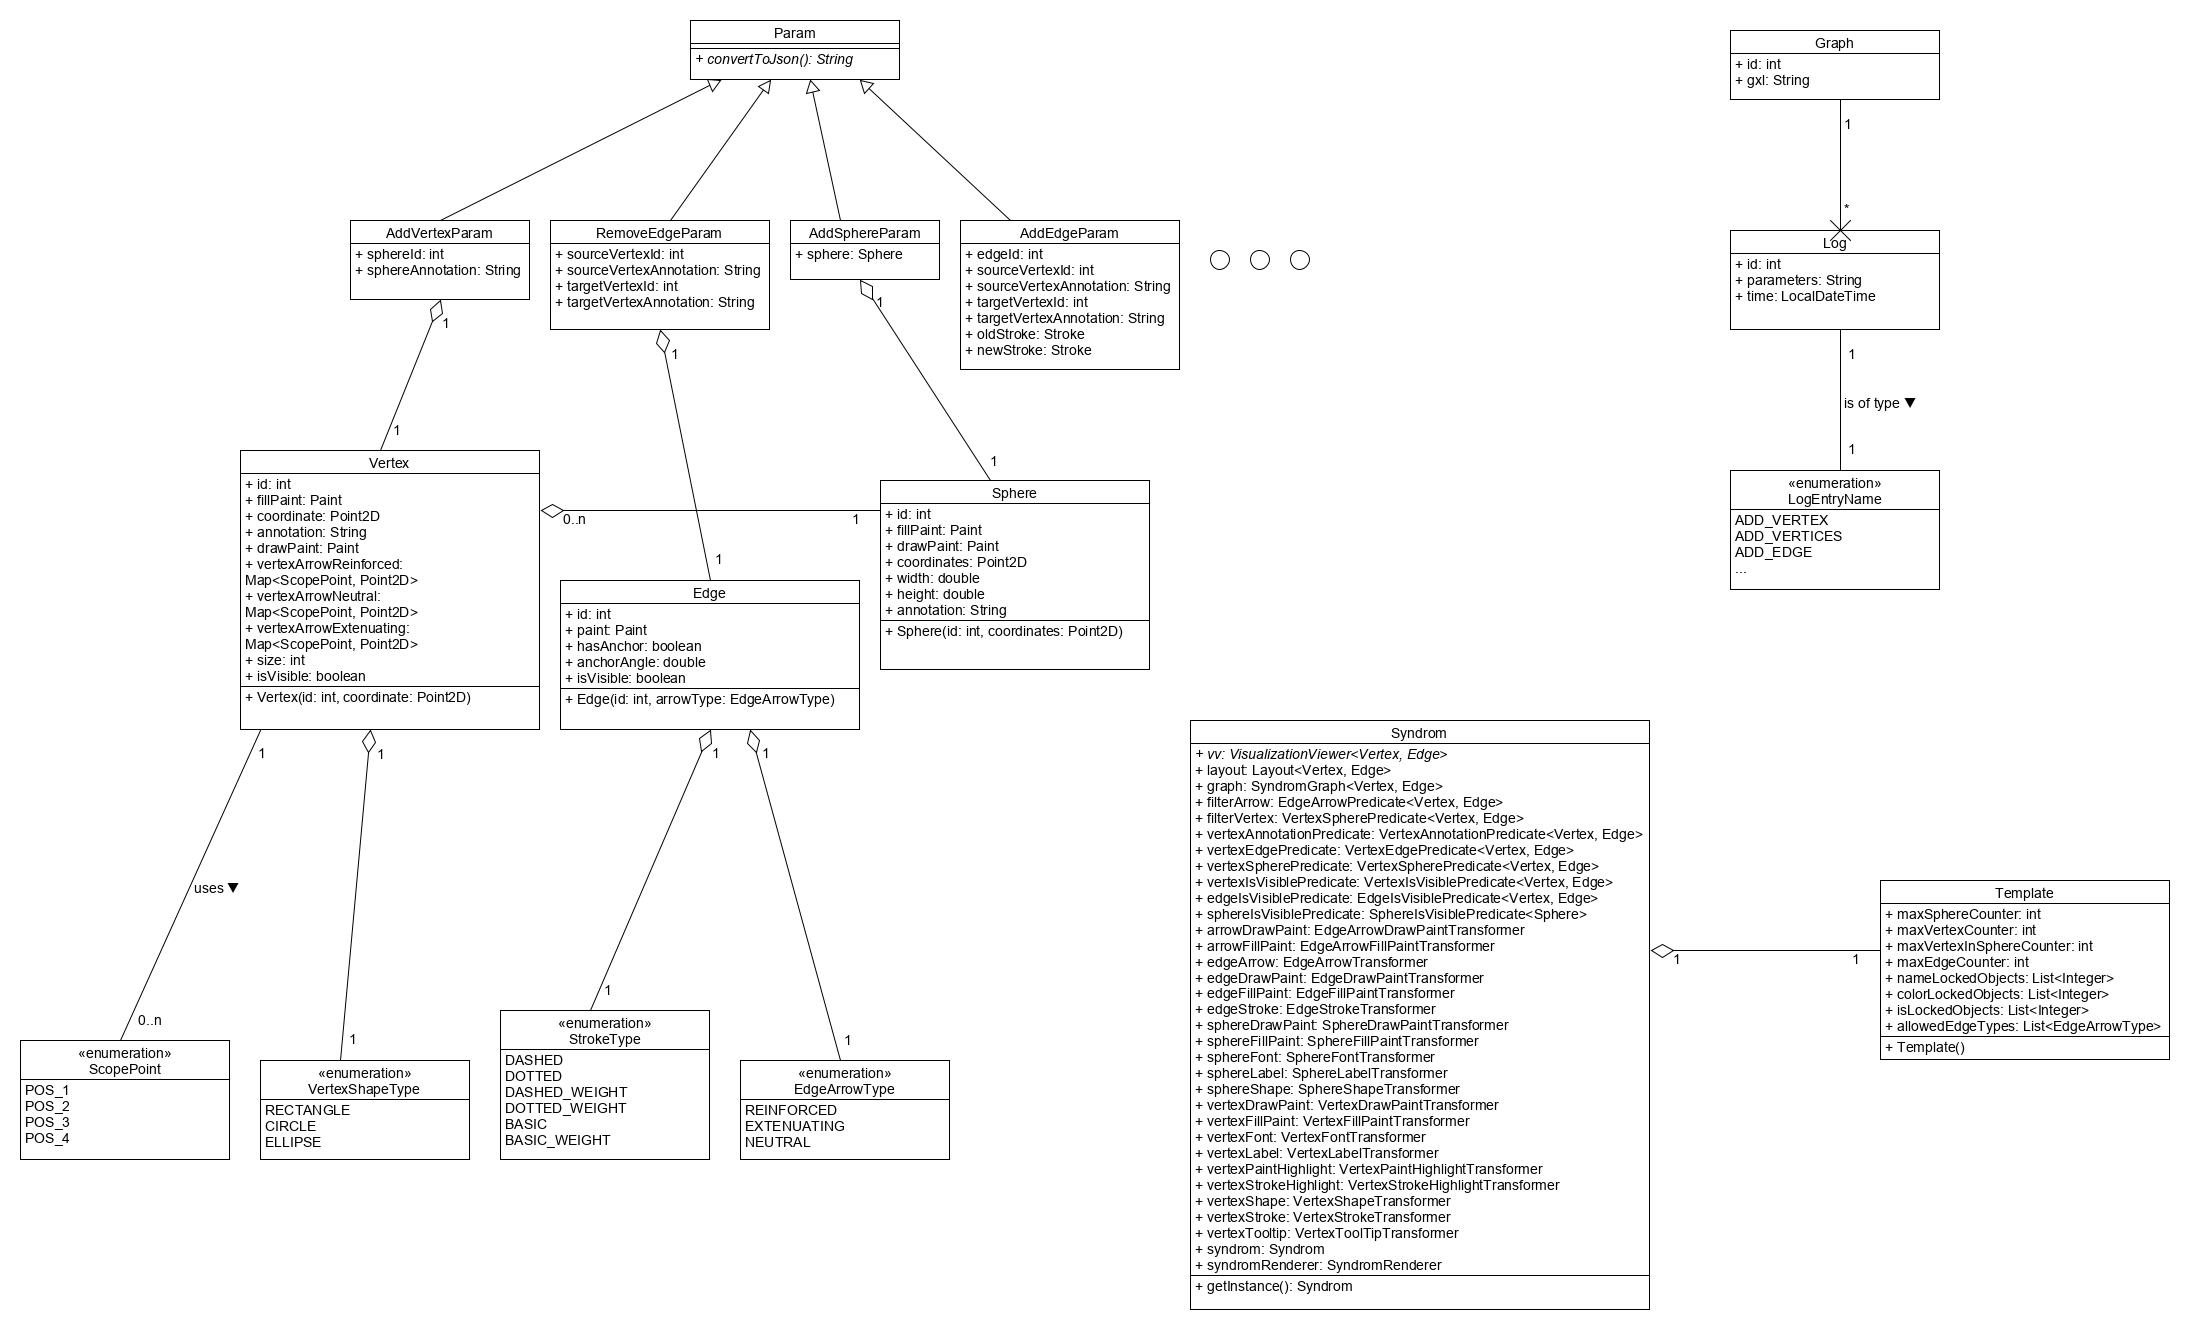 Param
+ convertToJson(): String
Graph
+ id: int
+ gxl: String
1
*
AddVertexParam
+ sphereId: int
+ sphereAnnotation: String
1
RemoveEdgeParam
+ sourceVertexId: int
+ sourceVertexAnnotation: String
+ targetVertexId: int
+ targetVertexAnnotation: String
1
AddSphereParam
+ sphere: Sphere
1
AddEdgeParam
+ edgeId: int
+ sourceVertexId: int
+ sourceVertexAnnotation: String
+ targetVertexId: int
+ targetVertexAnnotation: String
+ oldStroke: Stroke
+ newStroke: Stroke
Log
+ id: int
+ parameters: String
+ time: LocalDateTime
1
is of type ▼
1
«enumeration»
LogEntryName
ADD_VERTEX
ADD_VERTICES
ADD_EDGE
...
1
Vertex
+ id: int
+ fillPaint: Paint
+ coordinate: Point2D
+ annotation: String
+ drawPaint: Paint
+ vertexArrowReinforced:
Map<ScopePoint, Point2D>
+ vertexArrowNeutral:
Map<ScopePoint, Point2D>
+ vertexArrowExtenuating:
Map<ScopePoint, Point2D>
+ size: int
+ isVisible: boolean
+ Vertex(id: int, coordinate: Point2D)
0..n
1
1
Sphere
+ id: int
+ fillPaint: Paint
+ drawPaint: Paint
+ coordinates: Point2D
+ width: double
+ height: double
+ annotation: String
+ Sphere(id: int, coordinates: Point2D)
1
Edge
+ id: int
+ paint: Paint
+ hasAnchor: boolean
+ anchorAngle: double
+ isVisible: boolean
+ Edge(id: int, arrowType: EdgeArrowType)
1
1
1
1
uses ▼
0..n
1
1
1
«enumeration»
ScopePoint
POS_1
POS_2
POS_3
POS_4
«enumeration»
VertexShapeType
RECTANGLE
CIRCLE
ELLIPSE
«enumeration»
StrokeType
DASHED
DOTTED
DASHED_WEIGHT
DOTTED_WEIGHT
BASIC
BASIC_WEIGHT
«enumeration»
EdgeArrowType
REINFORCED
EXTENUATING
NEUTRAL
Syndrom
+ vv: VisualizationViewer<Vertex, Edge>
+ layout: Layout<Vertex, Edge>
+ graph: SyndromGraph<Vertex, Edge>
+ filterArrow: EdgeArrowPredicate<Vertex, Edge>
+ filterVertex: VertexSpherePredicate<Vertex, Edge>
+ vertexAnnotationPredicate: VertexAnnotationPredicate<Vertex, Edge>
+ vertexEdgePredicate: VertexEdgePredicate<Vertex, Edge>
+ vertexSpherePredicate: VertexSpherePredicate<Vertex, Edge>
+ vertexIsVisiblePredicate: VertexIsVisiblePredicate<Vertex, Edge>
+ edgeIsVisiblePredicate: EdgeIsVisiblePredicate<Vertex, Edge>
+ sphereIsVisiblePredicate: SphereIsVisiblePredicate<Sphere>
+ arrowDrawPaint: EdgeArrowDrawPaintTransformer
+ arrowFillPaint: EdgeArrowFillPaintTransformer
+ edgeArrow: EdgeArrowTransformer
+ edgeDrawPaint: EdgeDrawPaintTransformer
+ edgeFillPaint: EdgeFillPaintTransformer
+ edgeStroke: EdgeStrokeTransformer
+ sphereDrawPaint: SphereDrawPaintTransformer
+ sphereFillPaint: SphereFillPaintTransformer
+ sphereFont: SphereFontTransformer
+ sphereLabel: SphereLabelTransformer
+ sphereShape: SphereShapeTransformer
+ vertexDrawPaint: VertexDrawPaintTransformer
+ vertexFillPaint: VertexFillPaintTransformer
+ vertexFont: VertexFontTransformer
+ vertexLabel: VertexLabelTransformer
+ vertexPaintHighlight: VertexPaintHighlightTransformer
+ vertexStrokeHighlight: VertexStrokeHighlightTransformer
+ vertexShape: VertexShapeTransformer
+ vertexStroke: VertexStrokeTransformer
+ vertexTooltip: VertexToolTipTransformer
+ syndrom: Syndrom
+ syndromRenderer: SyndromRenderer
+ getInstance(): Syndrom
1
1
Template
+ maxSphereCounter: int
+ maxVertexCounter: int
+ maxVertexInSphereCounter: int
+ maxEdgeCounter: int
+ nameLockedObjects: List<Integer>
+ colorLockedObjects: List<Integer>
+ isLockedObjects: List<Integer>
+ allowedEdgeTypes: List<EdgeArrowType>
+ Template()